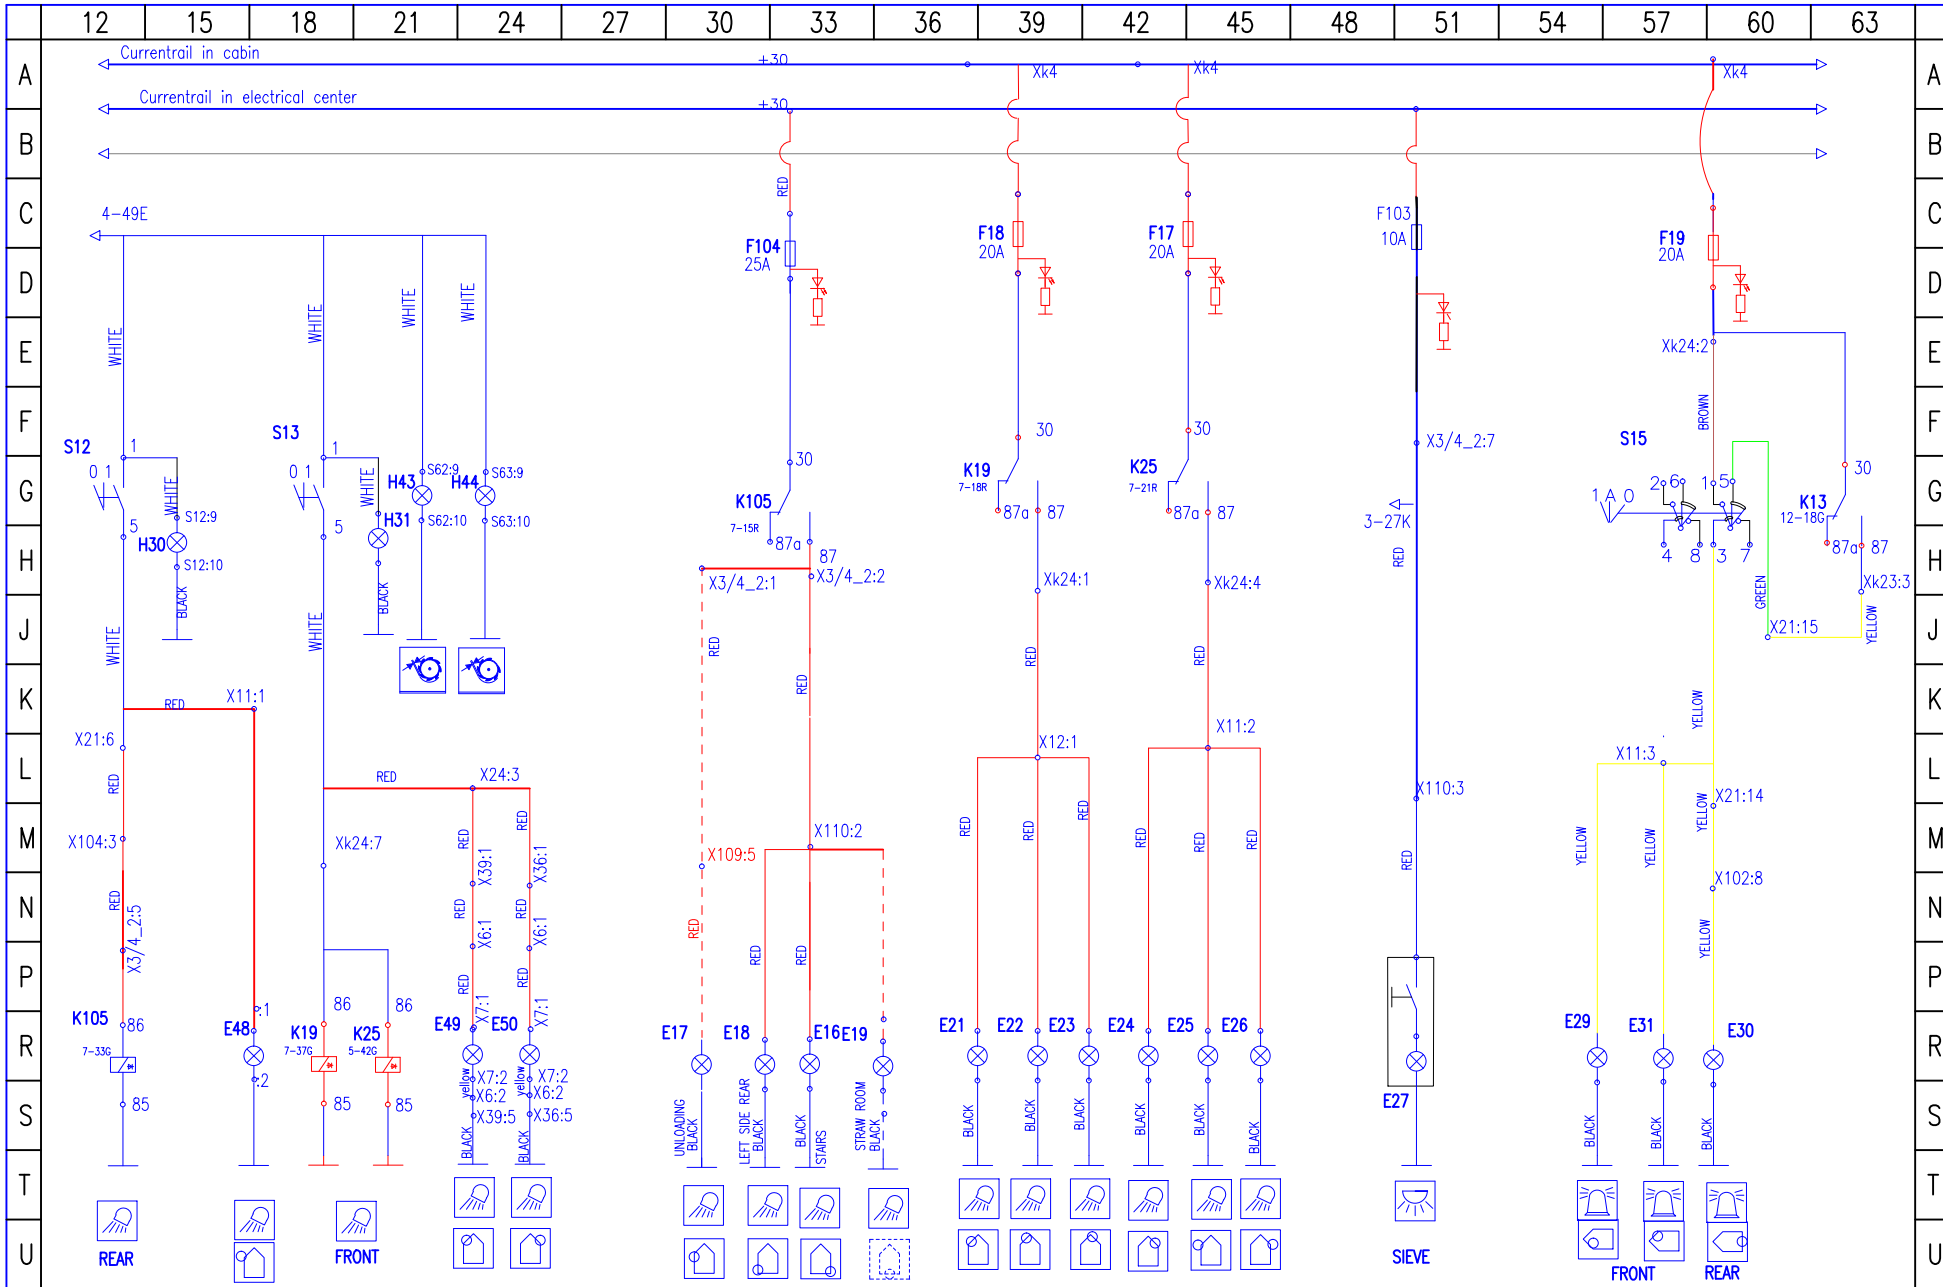 12 15 18 21 24 27 30 33 36 39 42 45 48 51 54 57 60 63
A Currentrail in cabin +30 Xk4 Xk4 Xk4 A
Currentrail in electrical center +30
B B
RED
C 4-49E F103 C
F104 F18 F17 10A F19
25A 20A 20A 20A
D WHITE WHITE WHITE WHITE D
E WHITE Xk24:2 E
F BROWN F
S12 1 S13 1 30 30 X3/4_2:7 S15
0 1 0 1 S62:9 S63:9 30 K19 K25 30
G WHITE WHITE H43 H44 7-18R 7-21R 2 6 1 5 K13 G
S12:9 H31 S62:10 S63:10 K105 87a 87 87a 87 1 A 0 12-18G
5 5 7-15R 3-27K
H30 87a 87 4 8 3 7 87a 87
H S12:10 X3/4_2:1 X3/4_2:2 Xk24:1 Xk24:4 RED Xk23:3 H
BLACK BLACK GREEN
J WHITE WHITE RED RED RED X21:15 YELLOW J
K RED X11:1 RED YELLOW K
X21:6 X12:1 X11:2 X11:3
L RED RED X24:3 X110:3 X21:14 L
YELLOW
M X104:3 Xk24:7 RED RED X110:2 RED RED RED RED RED RED YELLOW YELLOW M
X39:1 X36:1 X109:5 RED X102:8
N RED X3/4_2:5 RED X6:1 RED X6:1 RED YELLOW N
P RED X7:1 RED X7:1 RED RED P
K105 86 :1 86 86
E48 K19 K25 E49 E50 E17 E18 E16 E19 E21 E22 E23 E24 E25 E26 E29 E31 E30
R 7-33G 7-37G 5-42G R
:2 yellow X7:2 yellow X7:2
85 85 85 X6:2 X6:2 E27
S X39:5 X36:5 S
BLACK BLACK UNLOADING BLACK LEFT SIDE REAR BLACK BLACK STAIRS STRAW ROOM BLACK BLACK BLACK BLACK BLACK BLACK BLACK BLACK BLACK BLACK
T T
U REAR FRONT SIEVE FRONT REAR U